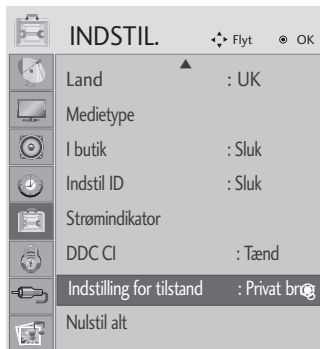 INDSTIL. Flyt OK
Land : UK
Medietype
I butik : Sluk
Indstil ID : Sluk
Strømindikator
DDC CI : Tænd
Indstilling for tilstand : Privat brug
Nulstil alt